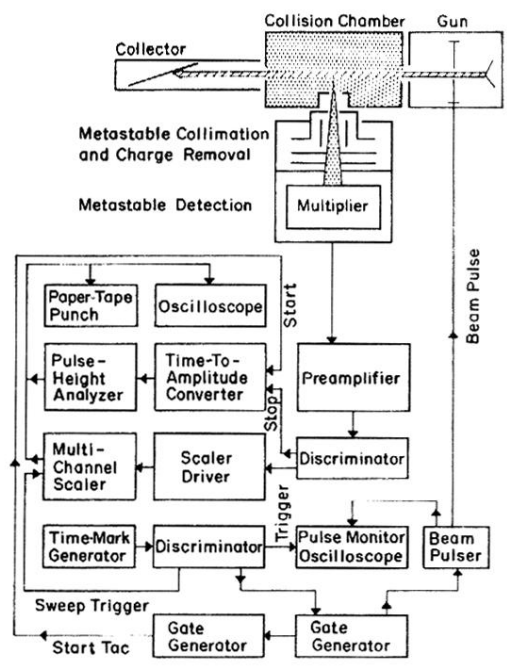 Collision Chamber
Gun
Collector
Metastable Collimation
and Charge Removal
Metastable Detection
Multiplier
Beam Pulse
Start
Paper-Tape
Punch
Oscilloscope
Pulse-
Height
Analyzer
Time-To-
Amplitude
Converter
Preamplifier
Stop
Multi-
Channel
Scaler
Scaler
Driver
Discriminator
Trigger
Time-Mark
Generator
Discriminator
Pulse Monitor
Oscilloscope
Beam
Pulser
Sweep Trigger
Start Tac
Gate
Generator
Gate
Generator